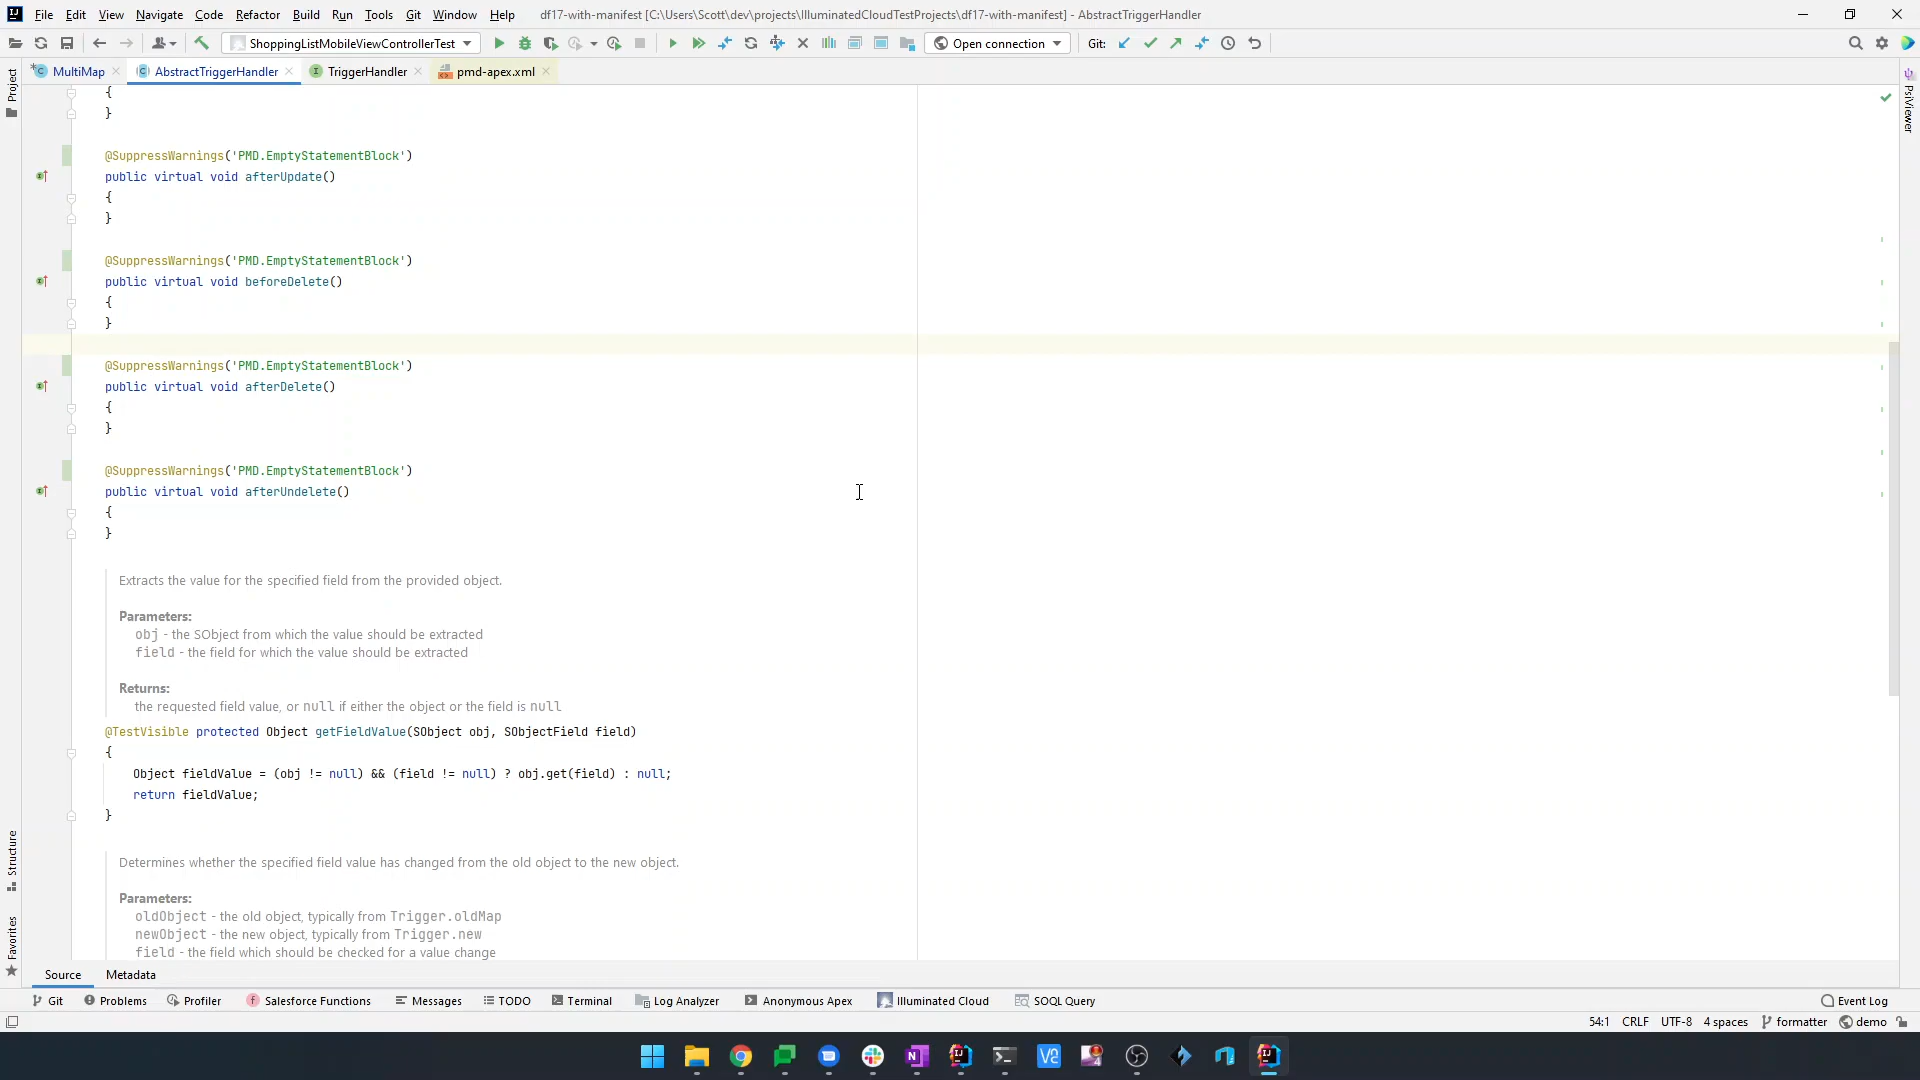 File Edit View Navigate Code Refactor Build Run Tools Git Window Help df17-with-manifest [C:\Users\Scott\dev\projects\IlluminatedCloudTestProjects\df17-with-manifest] - AbstractTriggerHandler
ShoppingListMobileViewControllerTest Open connection Git:
MultiMap AbstractTriggerHandler TriggerHandler pmd-apex.xml
Project
PsiViewer
{
}
@SuppressWarnings('PMD.EmptyStatementBlock')
public virtual void afterUpdate()
{
}
@SuppressWarnings('PMD.EmptyStatementBlock')
public virtual void beforeDelete()
{
}
@SuppressWarnings('PMD.EmptyStatementBlock')
public virtual void afterDelete()
{
}
@SuppressWarnings('PMD.EmptyStatementBlock')
public virtual void afterUndelete()
{
}
Extracts the value for the specified field from the provided object.
Parameters:
obj - the SObject from which the value should be extracted
field - the field for which the value should be extracted
Returns:
the requested field value, or null if either the object or the field is null
@TestVisible protected Object getFieldValue(SObject obj, SObjectField field)
{
Object fieldValue = (obj != null) && (field != null) ? obj.get(field) : null;
return fieldValue;
}
Determines whether the specified field value has changed from the old object to the new object.
Parameters:
oldObject - the old object, typically from Trigger.oldMap
newObject - the new object, typically from Trigger.new
field - the field which should be checked for a value change
Structure
Favorites
Source Metadata
Git Problems Profiler Salesforce Functions Messages TODO Terminal Log Analyzer Anonymous Apex Illuminated Cloud SOQL Query Event Log
54:1 CRLF UTF-8 4 spaces formatter demo